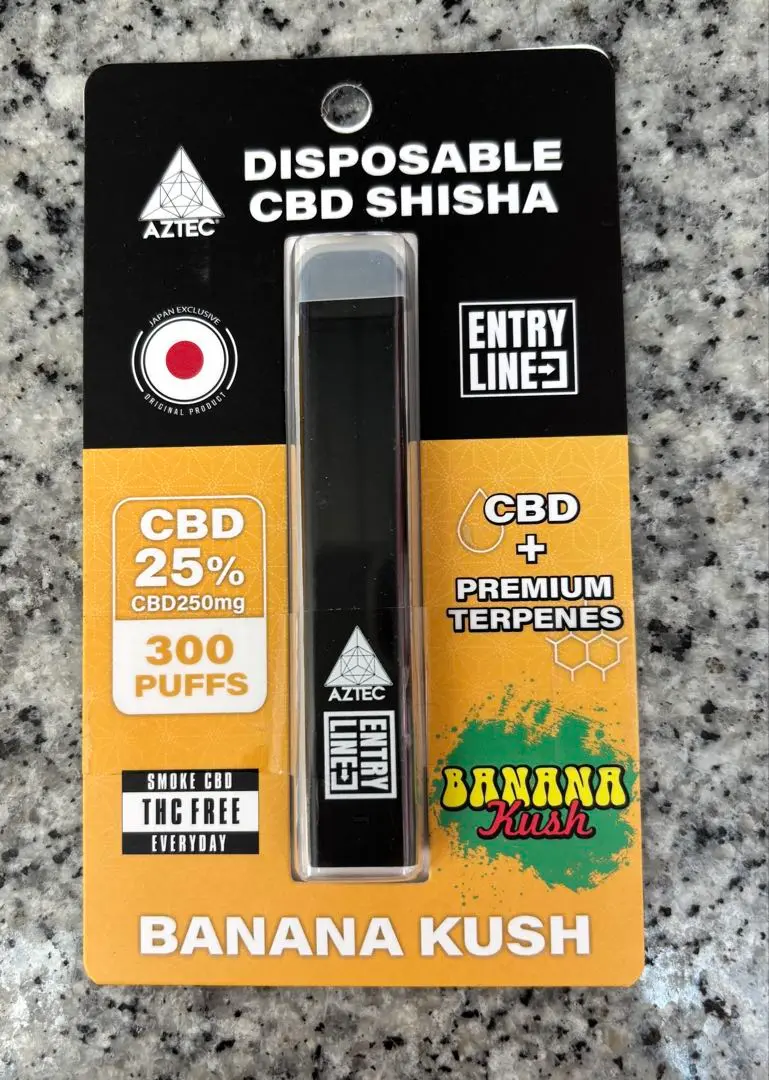 DISPOSABLE
CBD SHISHA
AZTEC
JAPAN EXCLUSIVE
ORIGINAL PRODUCT
ENTRY
LINE
CBD
25%
CBD250mg
300
PUFFS
CBD
+
PREMIUM
TERPENES
AZTEC
ENTRY
LINE
SMOKE CBD
THC FREE
EVERYDAY
BANANA
Kush
BANANA KUSH